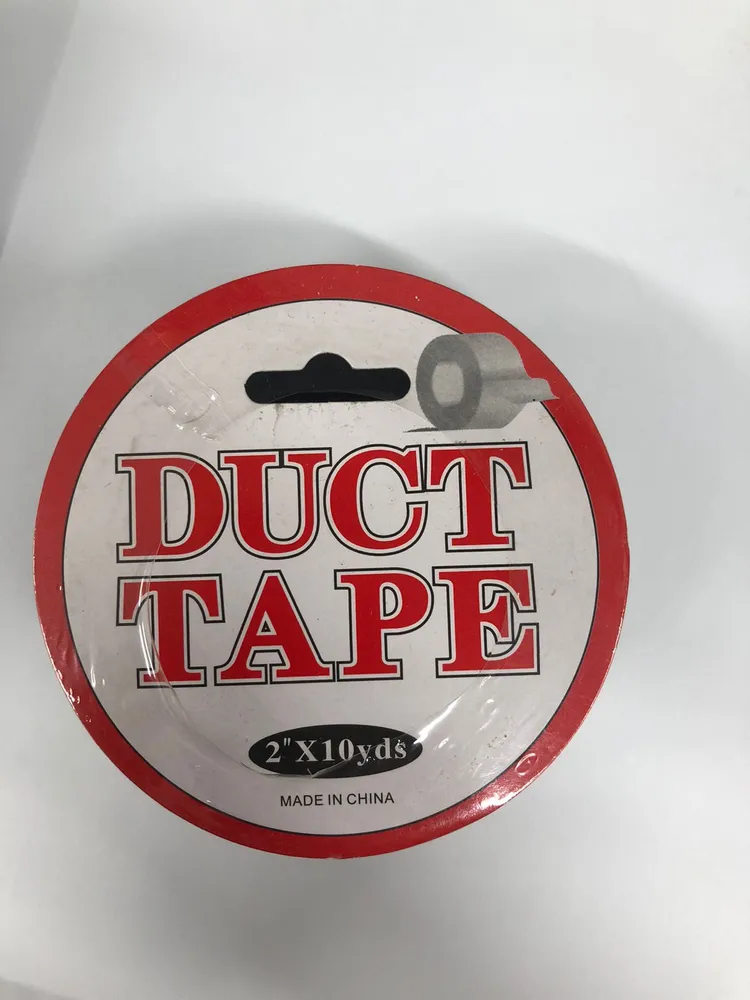 DUCT
TAPE
2"X10yds
MADE IN CHINA